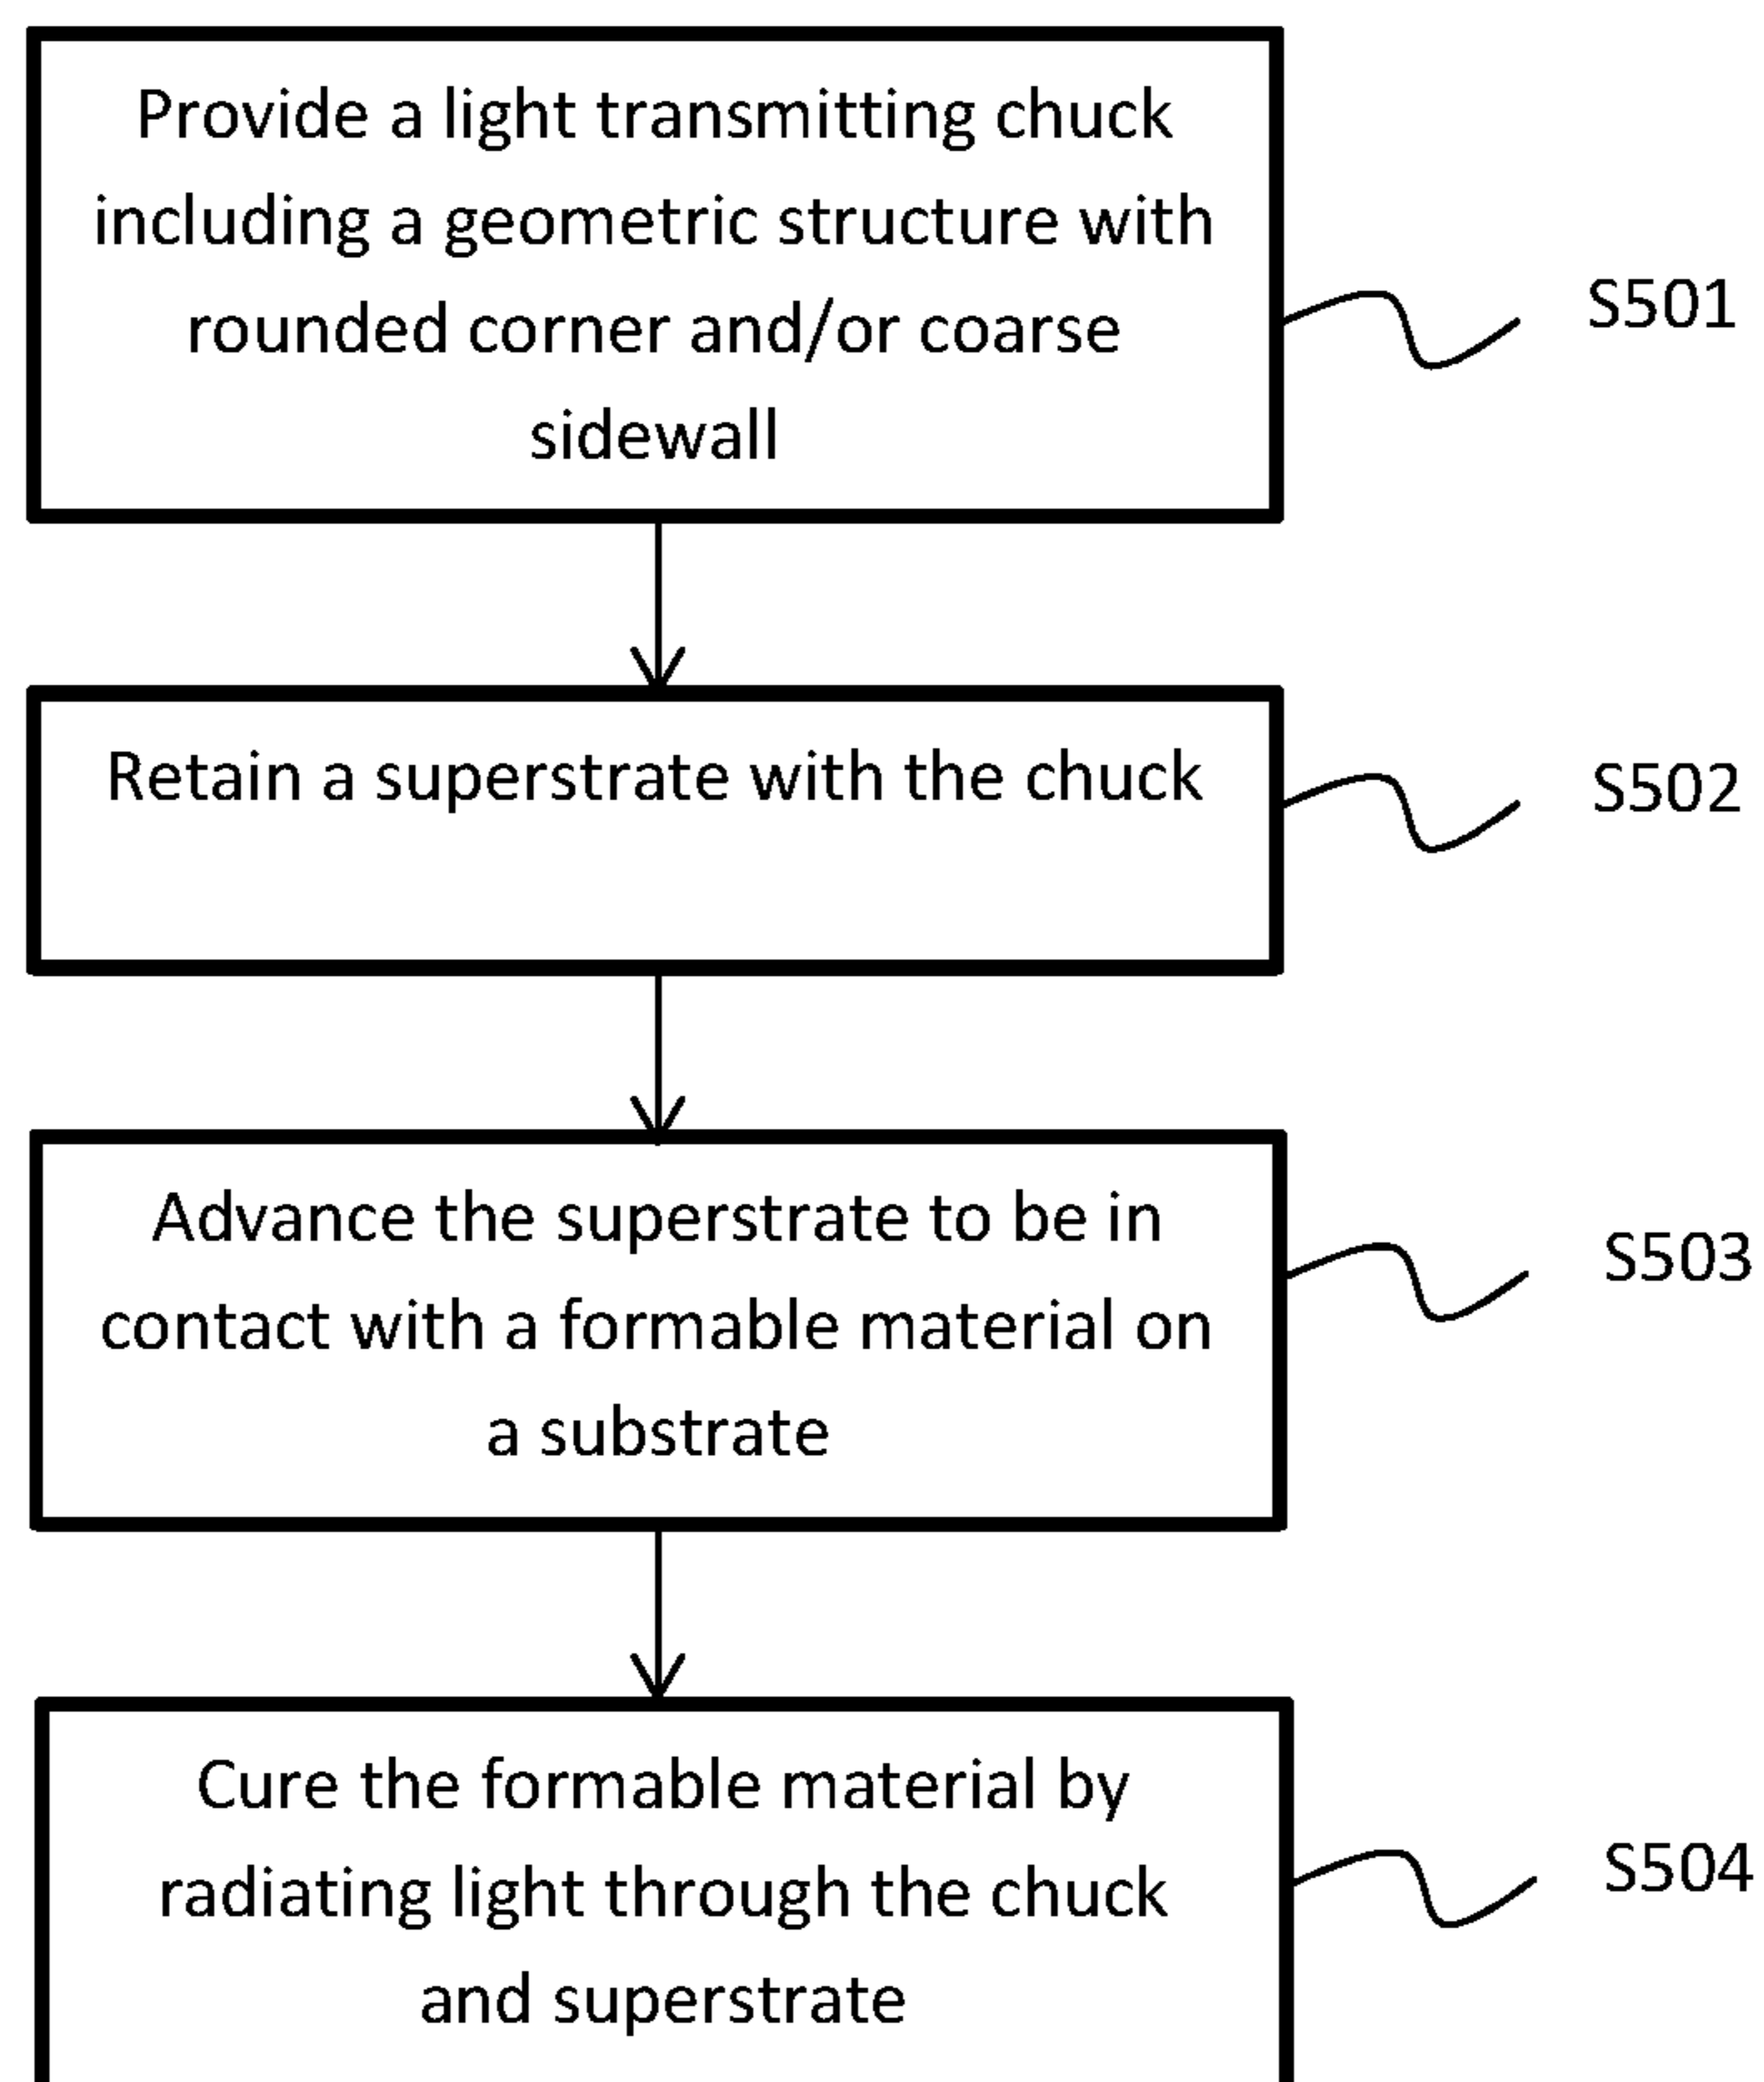 Provide a light transmitting chuck
including a geometric structure with
rounded corner and/or coarse
sidewall
S501
Retain a superstrate with the chuck
S502
Advance the superstrate to be in
contact with a formable material on
a substrate
S503
Cure the formable material by
radiating light through the chuck
and superstrate
S504